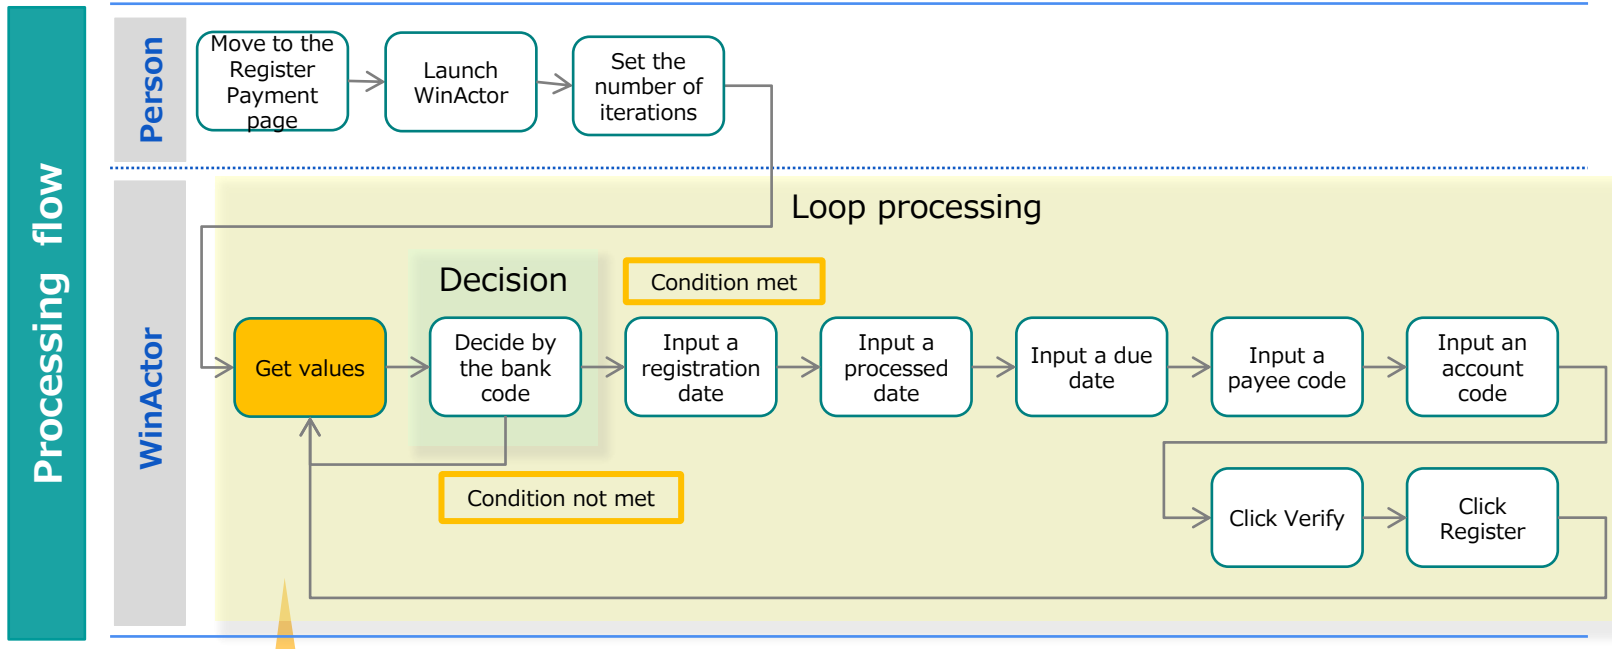 Processing flow
Person
Move to the
Register
Payment
page
Launch
WinActor
Set the
number of
iterations
WinActor
Loop processing
Decision
Condition met
Get values
Decide by
the bank
code
Input a
registration
date
Input a
processed
date
Input a due
date
Input a
payee code
Input an
account
code
Condition not met
Click Verify
Click
Register